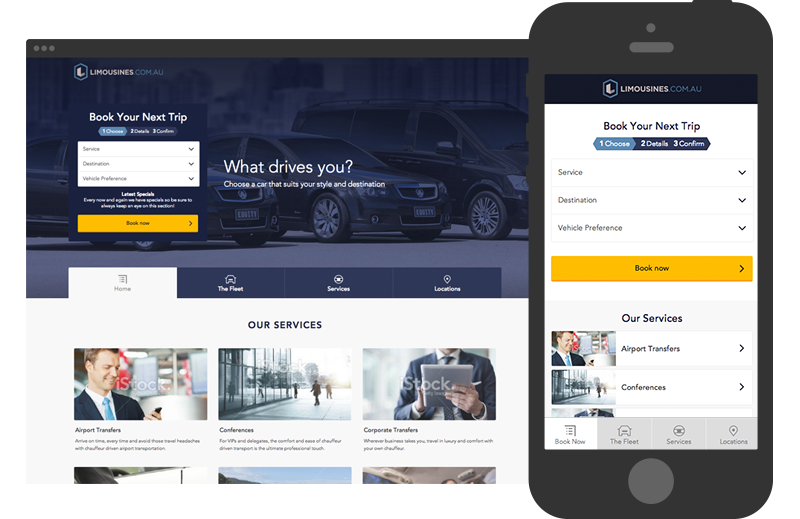 LIMOUSINES.COM.AU
Book Your Next Trip
1 Choose 2 Details 3 Confirm
Service
Destination
Vehicle Preference
Latest Specials
Every now and again we have specials so be sure to
always keep an eye on this section!
Book now
What drives you?
Choose a car that suits your style and destination
EQUITY
EQUITY
Home
The Fleet
Services
Locations
OUR SERVICES
iStock
iStock
iStock
Airport Transfers
Arrive on time, every time and avoid those travel headaches
with chauffeur driven airport transportation.
Conferences
For VIPs and delegates, the comfort and ease of chauffeur
driven transport is the ultimate professional touch.
Corporate Transfers
Wherever business takes you, travel in luxury and comfort with
your own chauffeur.
LIMOUSINES.COM.AU
Book Your Next Trip
1 Choose 2 Details 3 Confirm
Service
Destination
Vehicle Preference
Book now
Our Services
Airport Transfers
Conferences
Book Now
The Fleet
Services
Locations